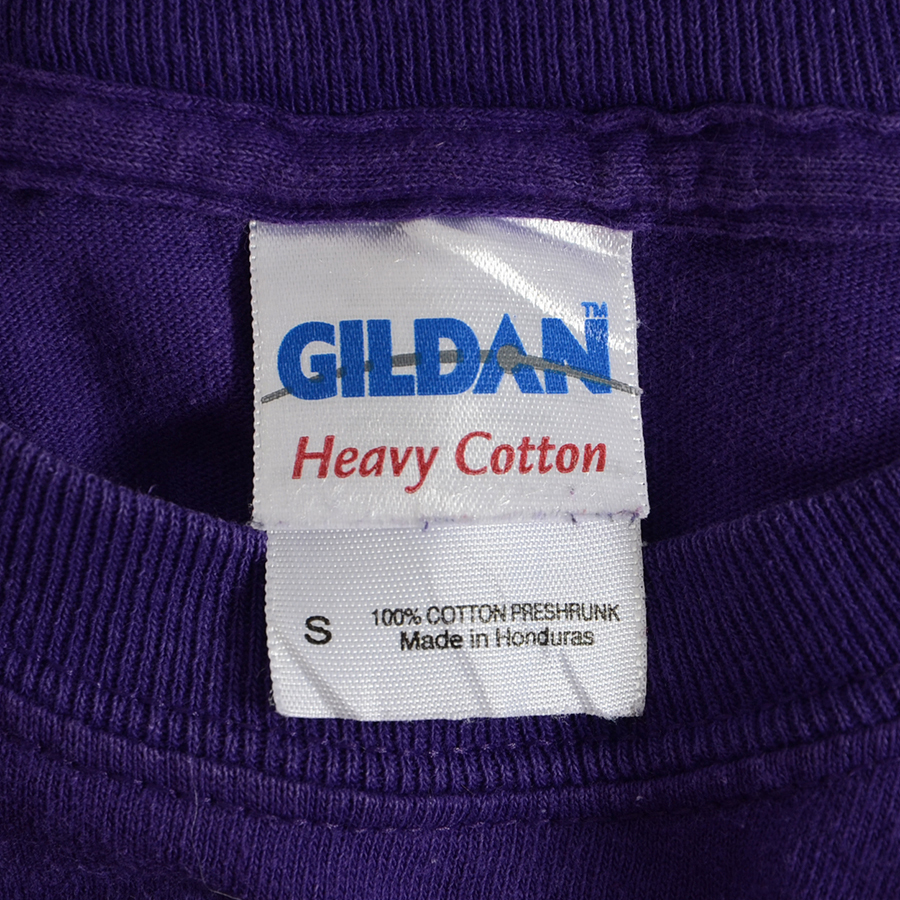 GILDAN™
Heavy Cotton
S
100% COTTON PRESHRUNK
Made in Honduras